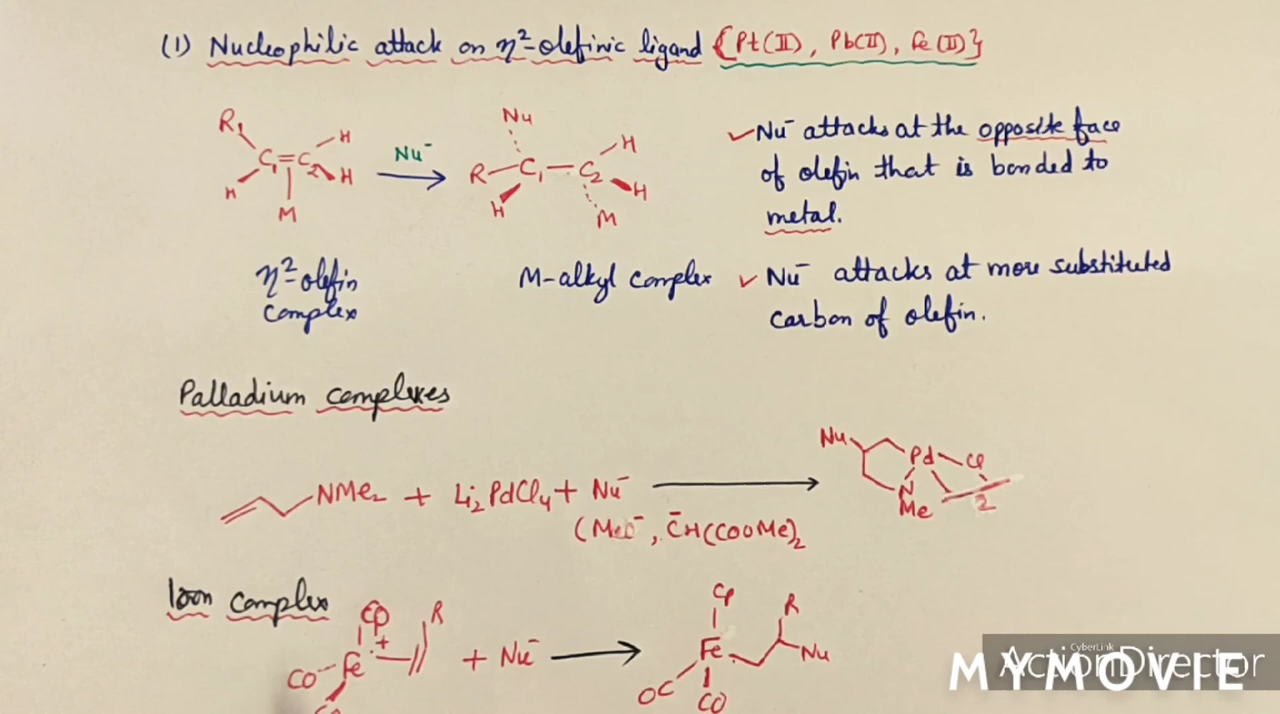 (1) Nucleophilic attack on η²-olefinic ligand {Pt(II), Pb(II), Fe(II)}
R₁ H
C₁=C₂ H
H
M
Nu⁻
Nu
R C₁ — C₂ H
H H
M
✓ Nu⁻ attacks at the opposite face
of olefin that is bonded to
metal.
η²-olefin
complex
M-alkyl complex
✓ Nu⁻ attacks at more substituted
carbon of olefin.
Palladium complexes
NMe₂ + Li₂PdCl₄ + Nu⁻
(MeO⁻, C̄H(COOMe)₂
Nu Pd Cl
N
Me 2
Iron complex
Cp R
+
CO Fe + Nu⁻
CO
Cp R
Fe Nu
OC CO
CyberLink
ActionDirector
MYMOVIE